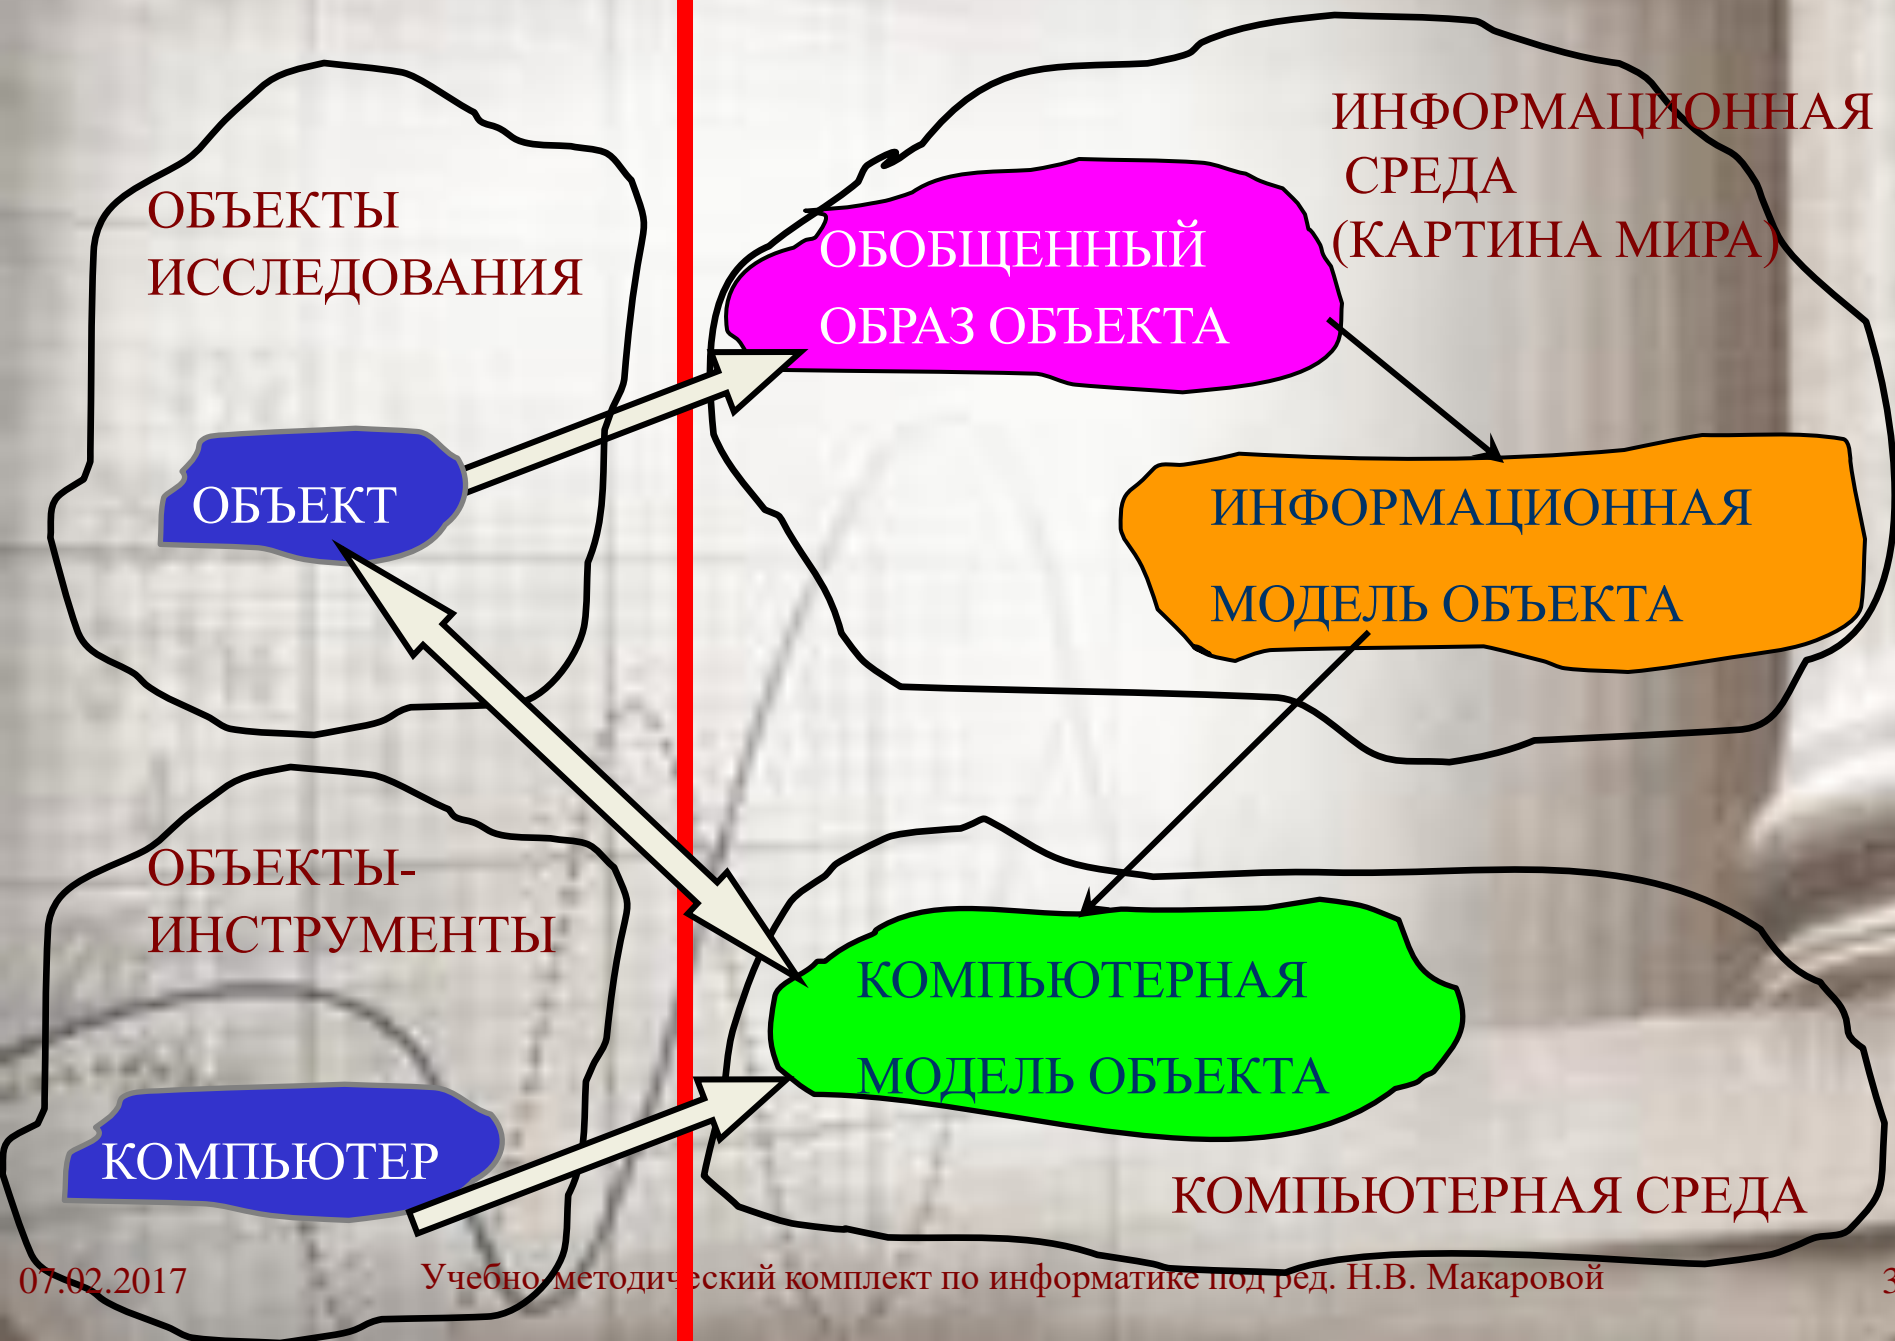 ОБЪЕКТЫ
ИССЛЕДОВАНИЯ
ОБЪЕКТ
ИНФОРМАЦИОННАЯ
СРЕДА
(КАРТИНА МИРА)
ОБОБЩЕННЫЙ
ОБРАЗ ОБЪЕКТА
ИНФОРМАЦИОННАЯ
МОДЕЛЬ ОБЪЕКТА
ОБЪЕКТЫ-
ИНСТРУМЕНТЫ
КОМПЬЮТЕР
КОМПЬЮТЕРНАЯ
МОДЕЛЬ ОБЪЕКТА
КОМПЬЮТЕРНАЯ СРЕДА
07.02.2017
Учебно-методический комплект по информатике под ред. Н.В. Макаровой
3